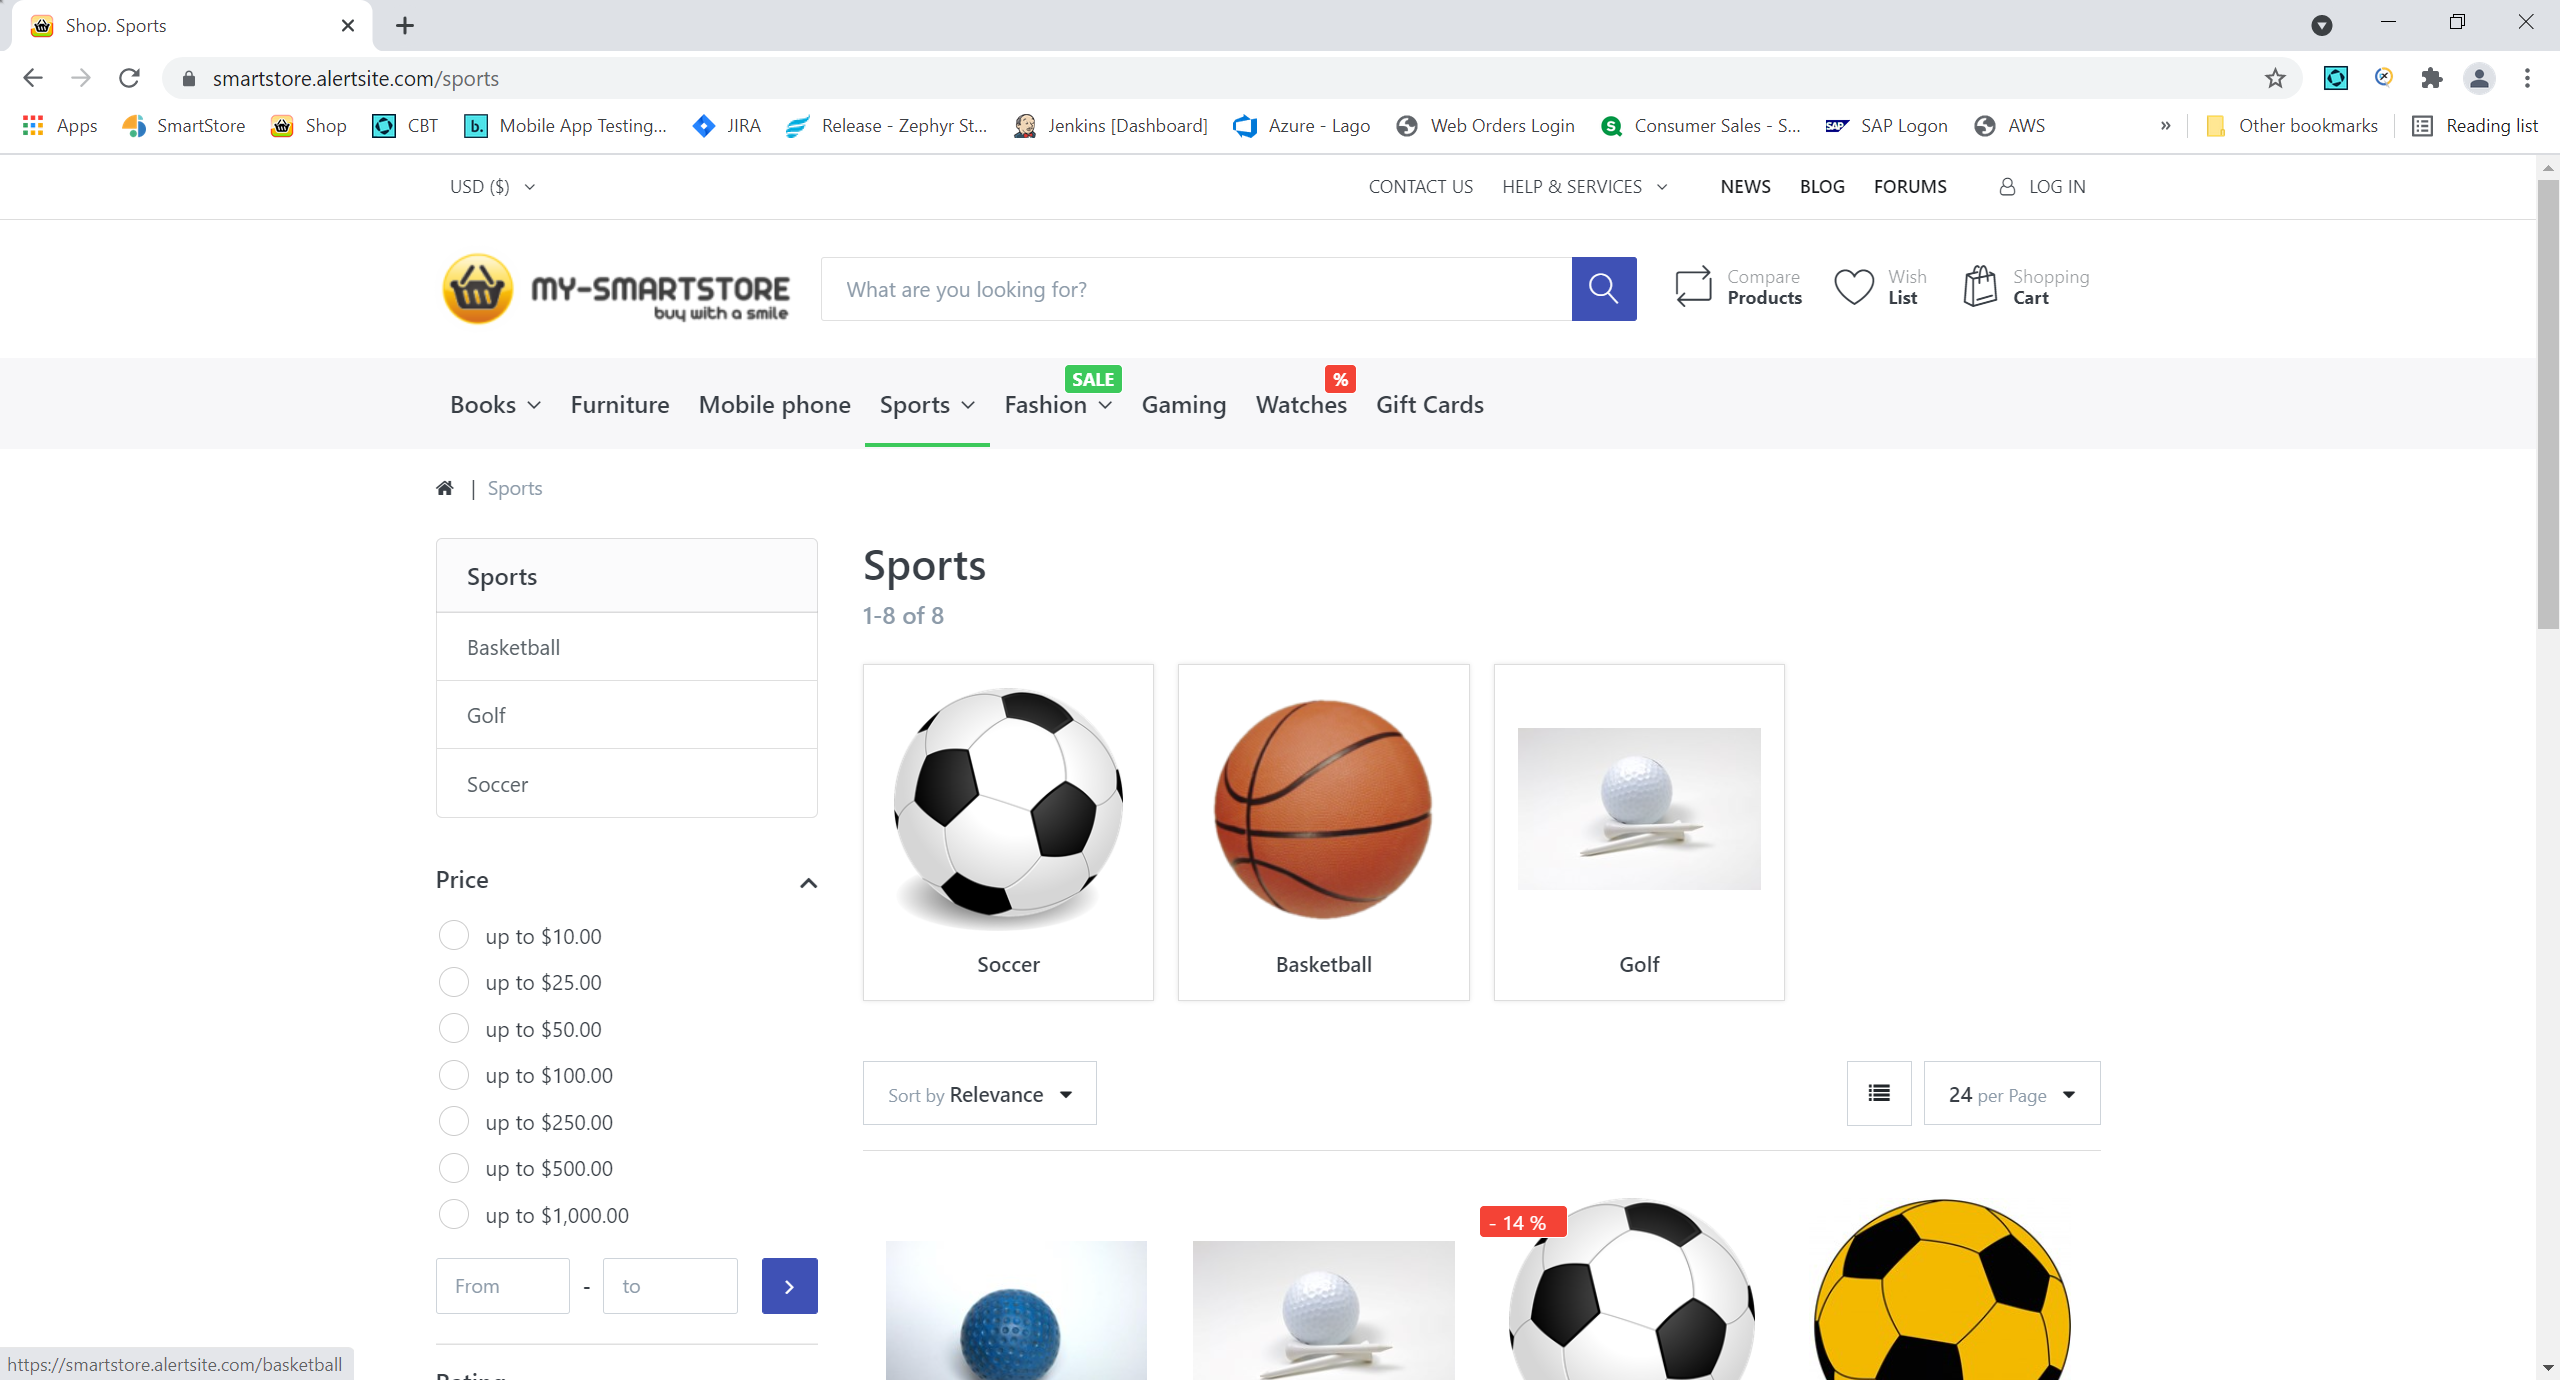 Shop. Sports
smartstore.alertsite.com/sports
Apps SmartStore Shop CBT b. Mobile App Testing... JIRA Release - Zephyr St... Jenkins [Dashboard] Azure - Lago Web Orders Login S Consumer Sales - S... SAP SAP Logon AWS » Other bookmarks Reading list
USD ($) CONTACT US HELP & SERVICES NEWS BLOG FORUMS LOG IN
MY-SMARTSTORE
buy with a smile
What are you looking for?
Compare
Products
Wish
List
Shopping
Cart
SALE %
Books Furniture Mobile phone Sports Fashion Gaming Watches Gift Cards
| Sports
Sports
Basketball
Golf
Soccer
Price
up to $10.00
up to $25.00
up to $50.00
up to $100.00
up to $250.00
up to $500.00
up to $1,000.00
From - to
Sports
1-8 of 8
Soccer Basketball Golf
Sort by Relevance 24 per Page
- 14 %
https://smartstore.alertsite.com/basketball